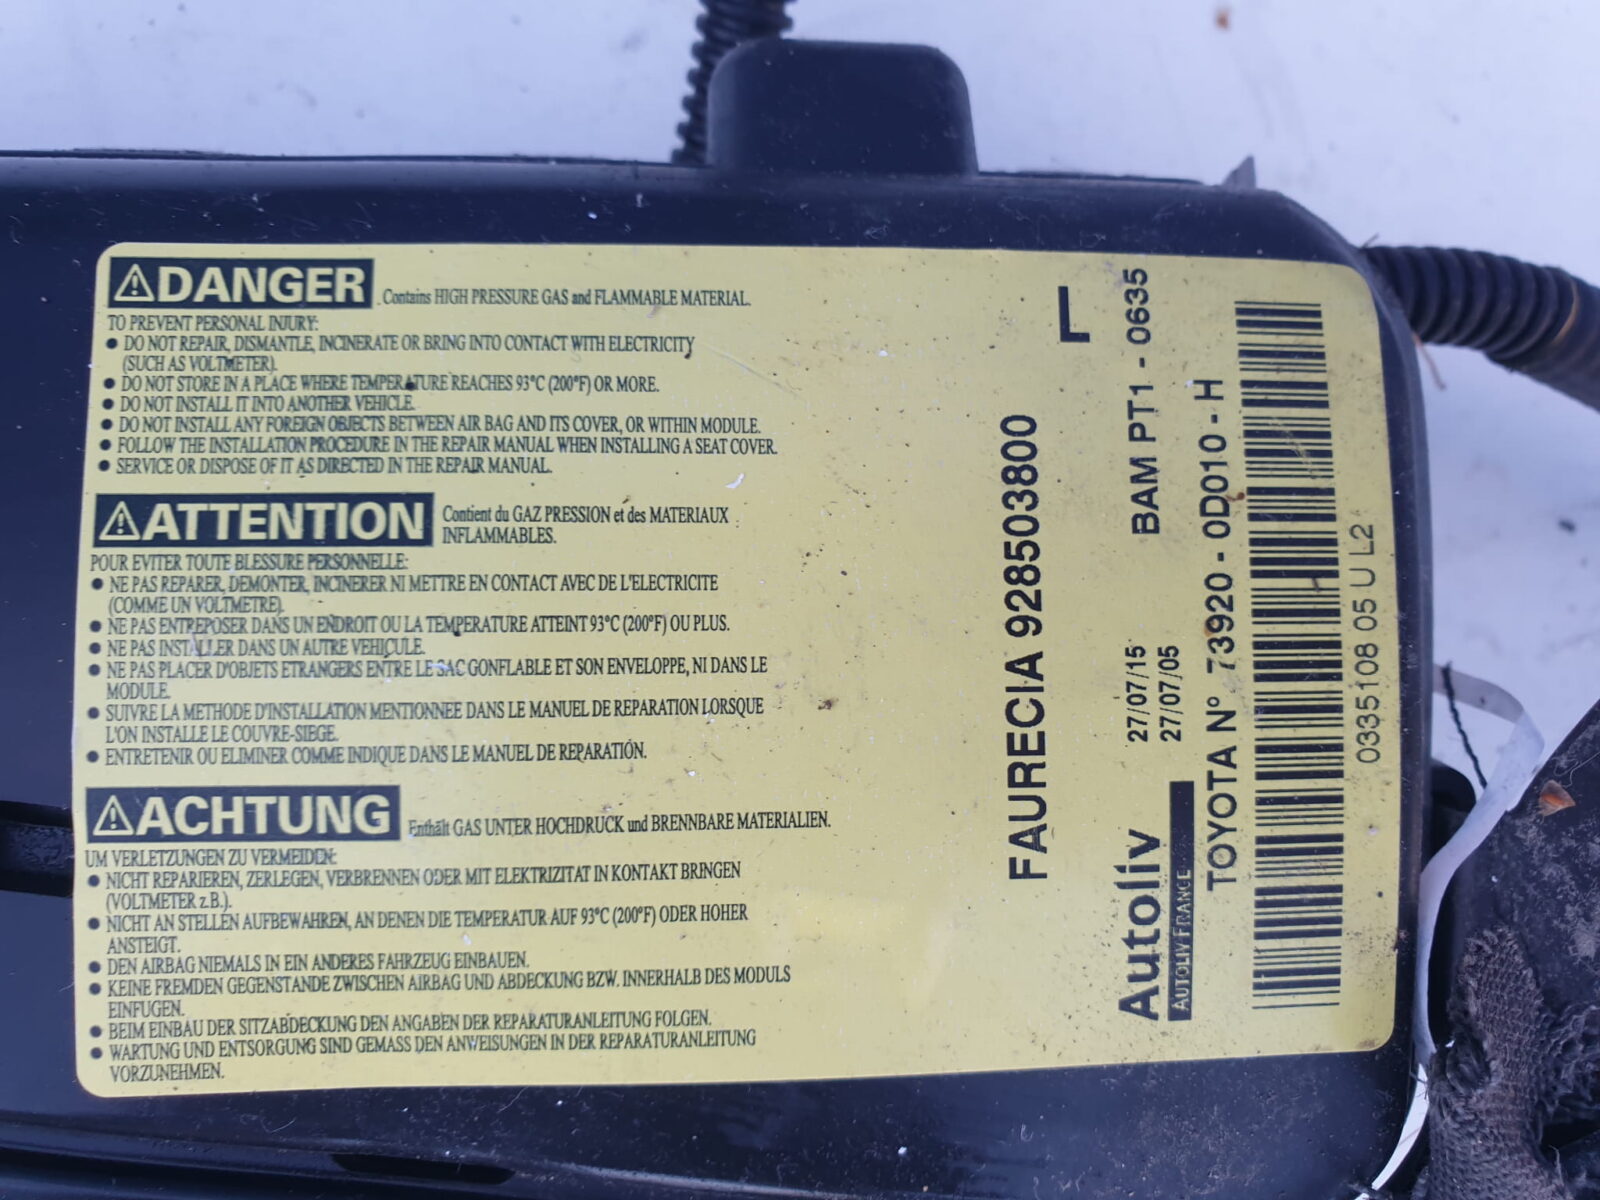 DANGER Contains HIGH PRESSURE GAS and FLAMMABLE MATERIAL.
TO PREVENT PERSONAL INJURY:
● DO NOT REPAIR, DISMANTLE, INCINERATE OR BRING INTO CONTACT WITH ELECTRICITY
(SUCH AS VOLTMETER).
● DO NOT STORE IN A PLACE WHERE TEMPERATURE REACHES 93°C (200°F) OR MORE.
● DO NOT INSTALL IT INTO ANOTHER VEHICLE.
● DO NOT INSTALL ANY FOREIGN OBJECTS BETWEEN AIR BAG AND ITS COVER, OR WITHIN MODULE.
● FOLLOW THE INSTALLATION PROCEDURE IN THE REPAIR MANUAL WHEN INSTALLING A SEAT COVER.
● SERVICE OR DISPOSE OF IT AS DIRECTED IN THE REPAIR MANUAL.
ATTENTION Contient du GAZ PRESSION et des MATERIAUX
INFLAMMABLES.
POUR EVITER TOUTE BLESSURE PERSONNELLE:
● NE PAS REPARER, DEMONTER, INCINERER NI METTRE EN CONTACT AVEC DE L'ELECTRICITE
(COMME UN VOLTMETRE).
● NE PAS ENTREPOSER DANS UN ENDROIT OU LA TEMPERATURE ATTEINT 93°C (200°F) OU PLUS.
● NE PAS INSTALLER DANS UN AUTRE VEHICULE.
● NE PAS PLACER D'OBJETS ETRANGERS ENTRE LE SAC GONFLABLE ET SON ENVELOPPE, NI DANS LE
MODULE.
● SUIVRE LA METHODE D'INSTALLATION MENTIONNEE DANS LE MANUEL DE REPARATION LORSQUE
L'ON INSTALLE LE COUVRE-SIEGE.
● ENTRETENIR OU ELIMINER COMME INDIQUE DANS LE MANUEL DE REPARATIÓN.
ACHTUNG Enthält GAS UNTER HOCHDRUCK und BRENNBARE MATERIALIEN.
UM VERLETZUNGEN ZU VERMEIDEN:
● NICHT REPARIEREN, ZERLEGEN, VERBRENNEN ODER MIT ELEKTRIZITAT IN KONTAKT BRINGEN
(VOLTMETER z.B.).
● NICHT AN STELLEN AUFBEWAHREN, AN DENEN DIE TEMPERATUR AUF 93°C (200°F) ODER HOHER
ANSTEIGT.
● DEN AIRBAG NIEMALS IN EIN ANDERES FAHRZEUG EINBAUEN.
● KEINE FREMDEN GEGENSTANDE ZWISCHEN AIRBAG UND ABDECKUNG BZW. INNERHALB DES MODULS
EINFUGEN.
● BEIM EINBAU DER SITZABDECKUNG DEN ANGABEN DER REPARATURANLEITUNG FOLGEN.
● WARTUNG UND ENTSORGUNG SIND GEMASS DEN ANWEISUNGEN IN DER REPARATURANLEITUNG
VORZUNEHMEN.
FAURECIA 928503800
L
Autoliv 27/07/15 BAM PT1 - 0635
AUTOLIV FRANCE 27/07/05
TOYOTA N° 73920 - 0D010 - H
0335108 05 U L2